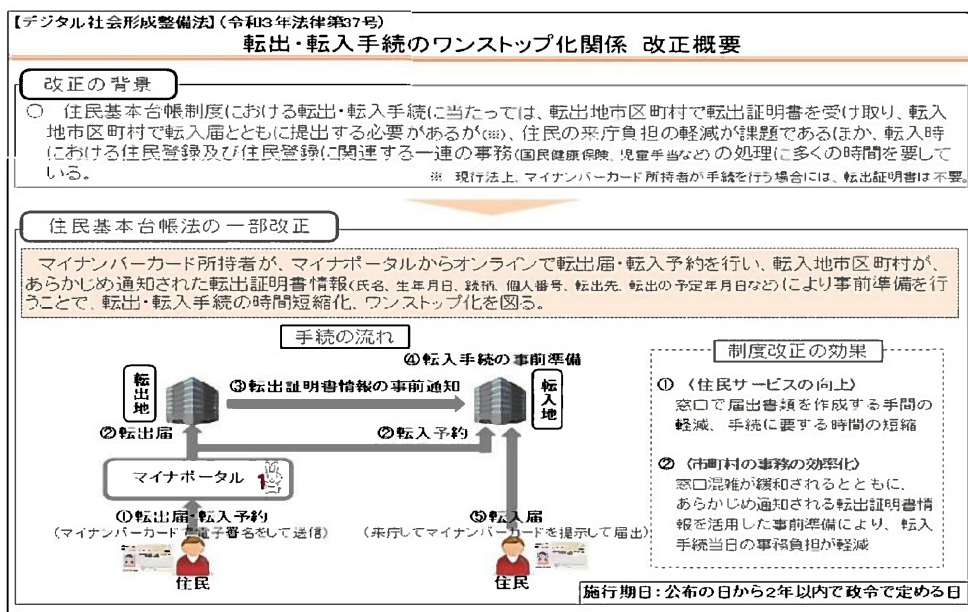 【デジタル社会形成整備法】(令和3年法律第37号)
転出・転入手続のワンストップ化関係 改正概要
改正の背景
○ 住民基本台帳制度における転出・転入手続に当たっては、転出地市区町村で転出証明書を受け取り、転入
地市区町村で転入届とともに提出する必要があるが(※)、住民の来庁負担の軽減が課題であるほか、転入時
における住民登録及び住民登録に関連する一連の事務(国民健康保険、児童手当など)の処理に多くの時間を要して
いる。
※ 現行法上、マイナンバーカード所持者が手続を行う場合には、転出証明書は不要。
住民基本台帳法の一部改正
マイナンバーカード所持者が、マイナポータルからオンラインで転出届・転入予約を行い、転入地市区町村が、
あらかじめ通知された転出証明書情報(氏名、生年月日、続柄、個人番号、転出先、転出の予定年月日など)により事前準備を行
うことで、転出・転入手続の時間短縮化、ワンストップ化を図る。
手続の流れ
④転入手続の事前準備
転出地
③転出証明書情報の事前通知
転入地
②転出届
②転入予約
マイナポータル
①転出届・転入予約
(マイナンバーカードで電子署名をして送信)
住民
⑤転入届
(来庁してマイナンバーカードを提示して届出)
住民
制度改正の効果
① 〈住民サービスの向上〉
窓口で届出書類を作成する手間の
軽減、手続に要する時間の短縮
② 〈市町村の事務の効率化〉
窓口混雑が緩和されるとともに、
あらかじめ通知される転出証明書情
報を活用した事前準備により、転入
手続当日の事務負担が軽減
施行期日：公布の日から2年以内で政令で定める日